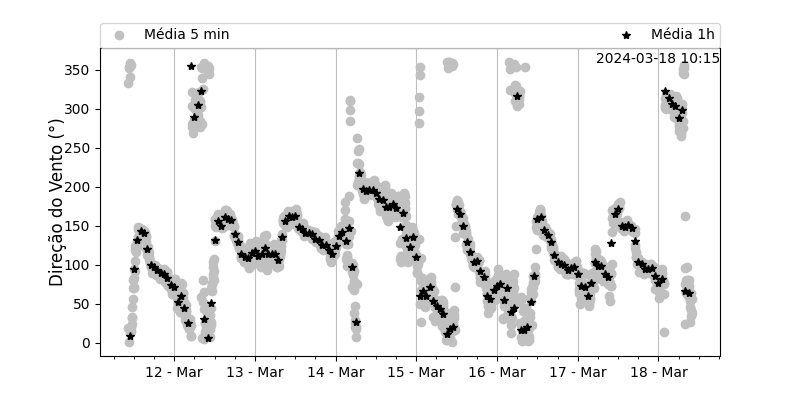 Média 5 min
Média 1h
2024-03-18 10:15
Direção do Vento (°)
350
300
250
200
150
100
50
0
12 - Mar
13 - Mar
14 - Mar
15 - Mar
16 - Mar
17 - Mar
18 - Mar